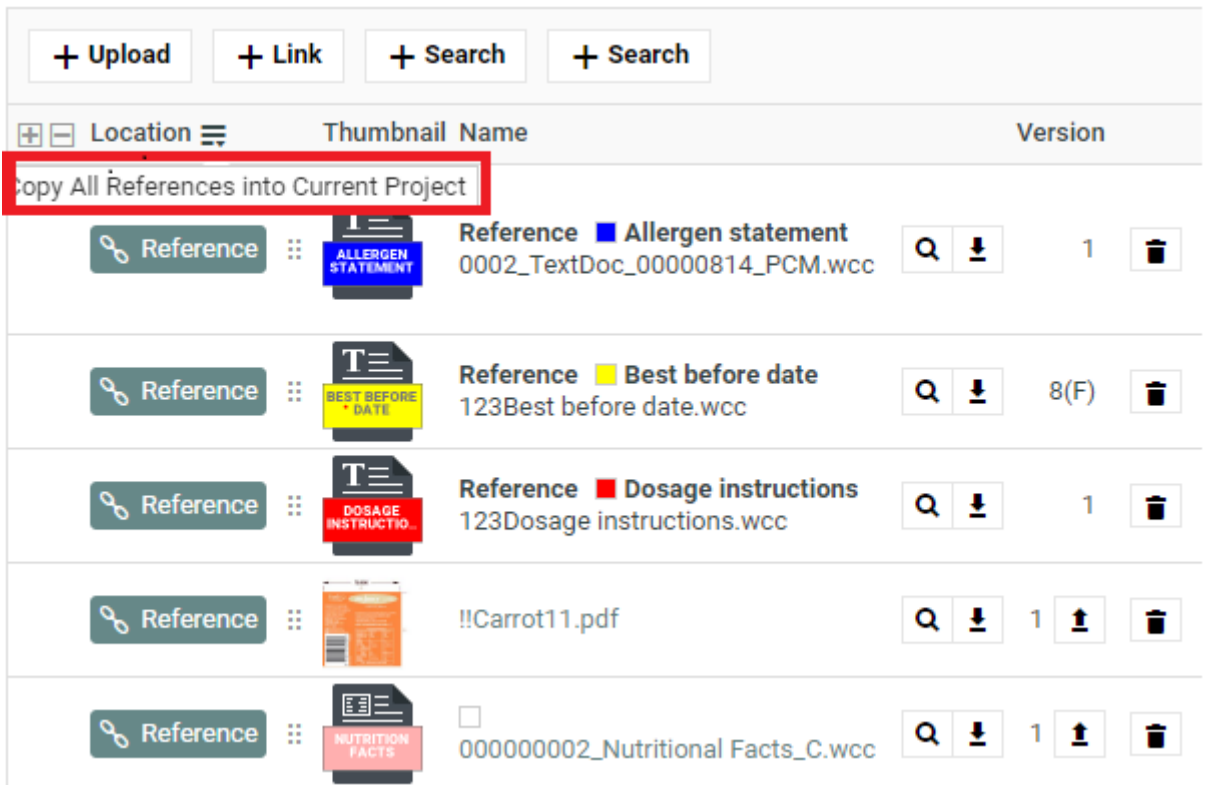 + Upload + Link + Search + Search
Location Thumbnail Name Version
Copy All References into Current Project
Reference ALLERGEN STATEMENT Reference Allergen statement 1
0002_TextDoc_00000814_PCM.wcc
Reference BEST BEFORE * DATE Reference Best before date 8(F)
123Best before date.wcc
Reference DOSAGE INSTRUCTIO.. Reference Dosage instructions 1
123Dosage instructions.wcc
Reference !!Carrot11.pdf 1
Reference NUTRITION FACTS 000000002_Nutritional Facts_C.wcc 1